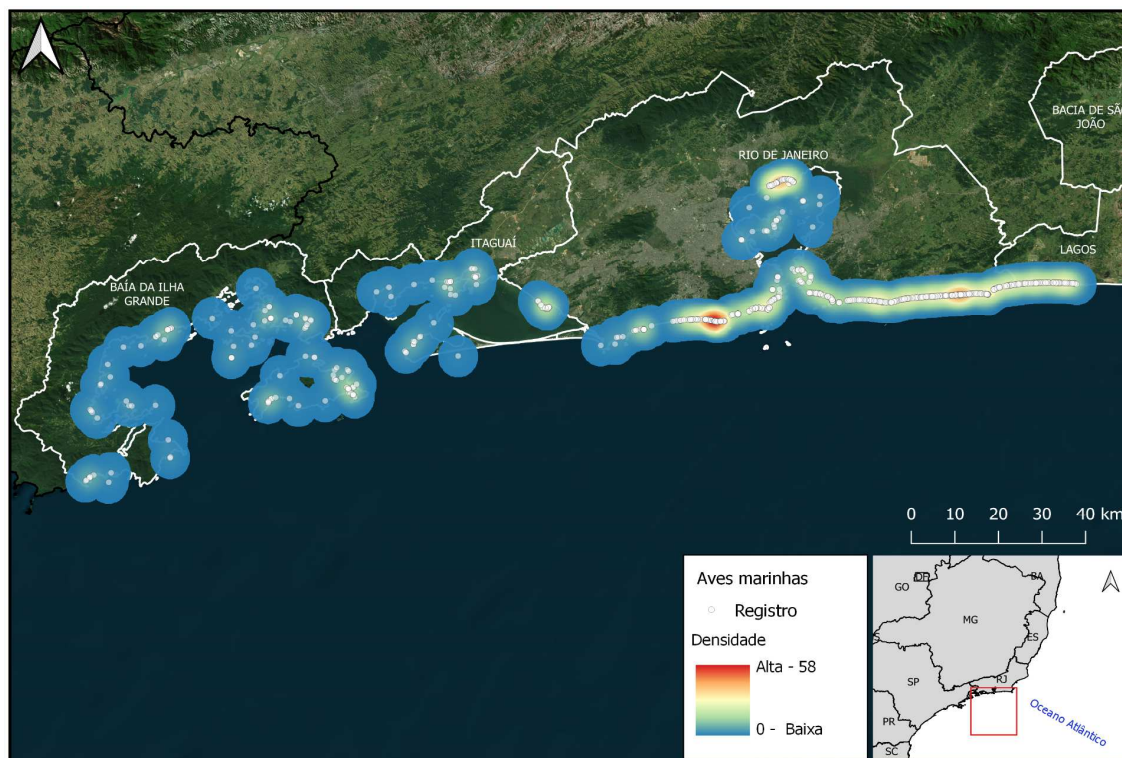 BACIA DE SÃO
JOÃO
RIO DE JANEIRO
ITAGUAÍ
LAGOS
BAÍA DA ILHA
GRANDE
0 10 20 30 40 km
Aves marinhas
Registro
Densidade
Alta - 58
0 - Baixa
GO
DF
BA
MG
ES
SP
RJ
PR
SC
Oceano Atlântico